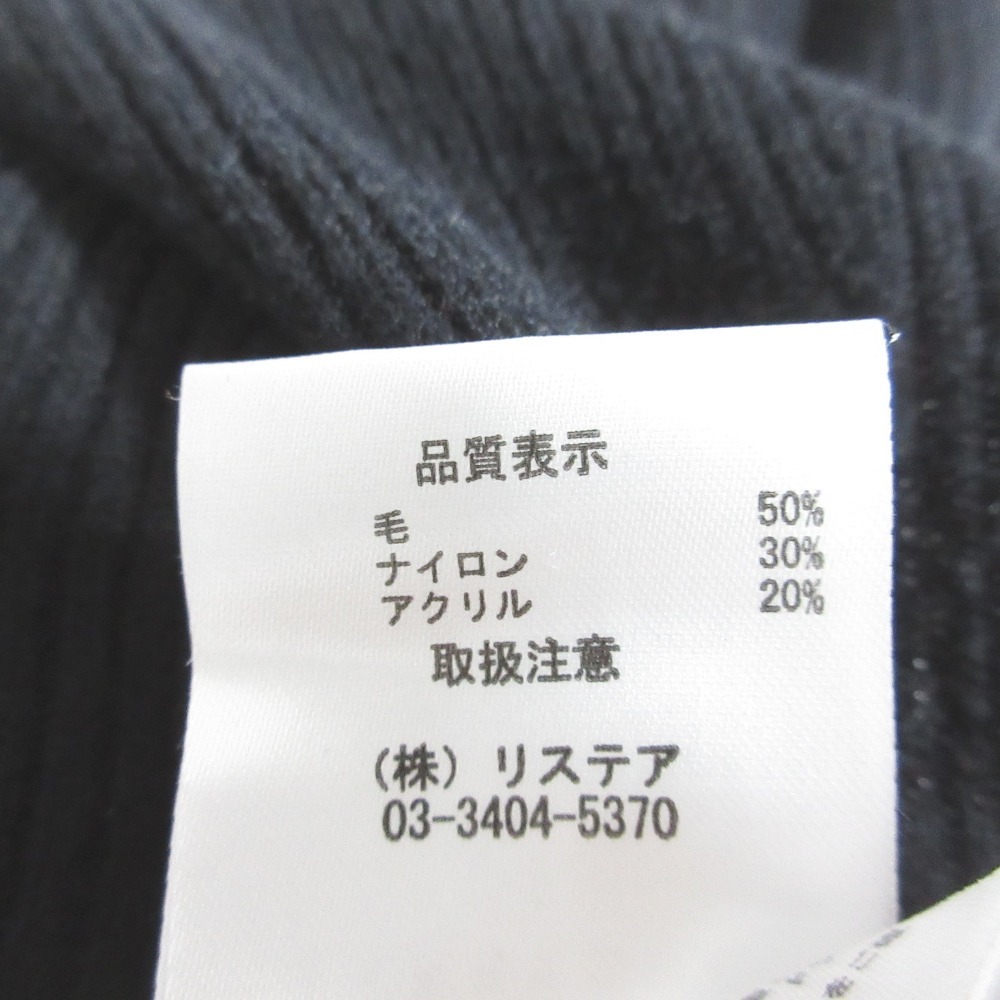 品質表示
毛 50%
ナイロン 30%
アクリル 20%
取扱注意
(株) リステア
03-3404-5370